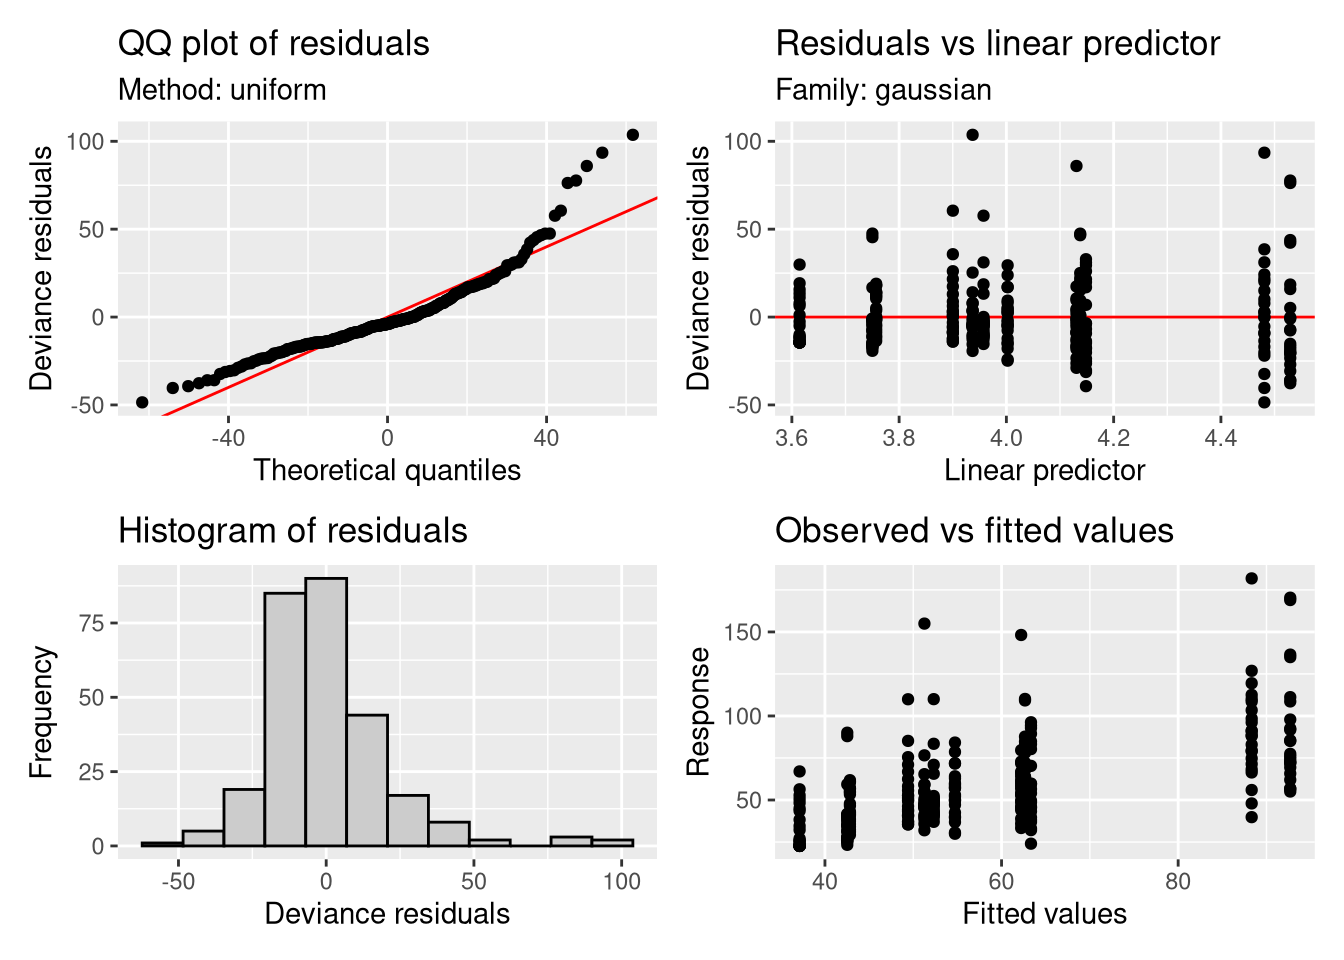 QQ plot of residuals
Method: uniform
100
50
0
-50
-40
0
40
Theoretical quantiles
Deviance residuals
Residuals vs linear predictor
Family: gaussian
100
50
0
-50
3.6
3.8
4.0
4.2
4.4
Linear predictor
Deviance residuals
Histogram of residuals
75
50
25
0
-50
0
50
100
Deviance residuals
Frequency
Observed vs fitted values
150
100
50
40
60
80
Fitted values
Response